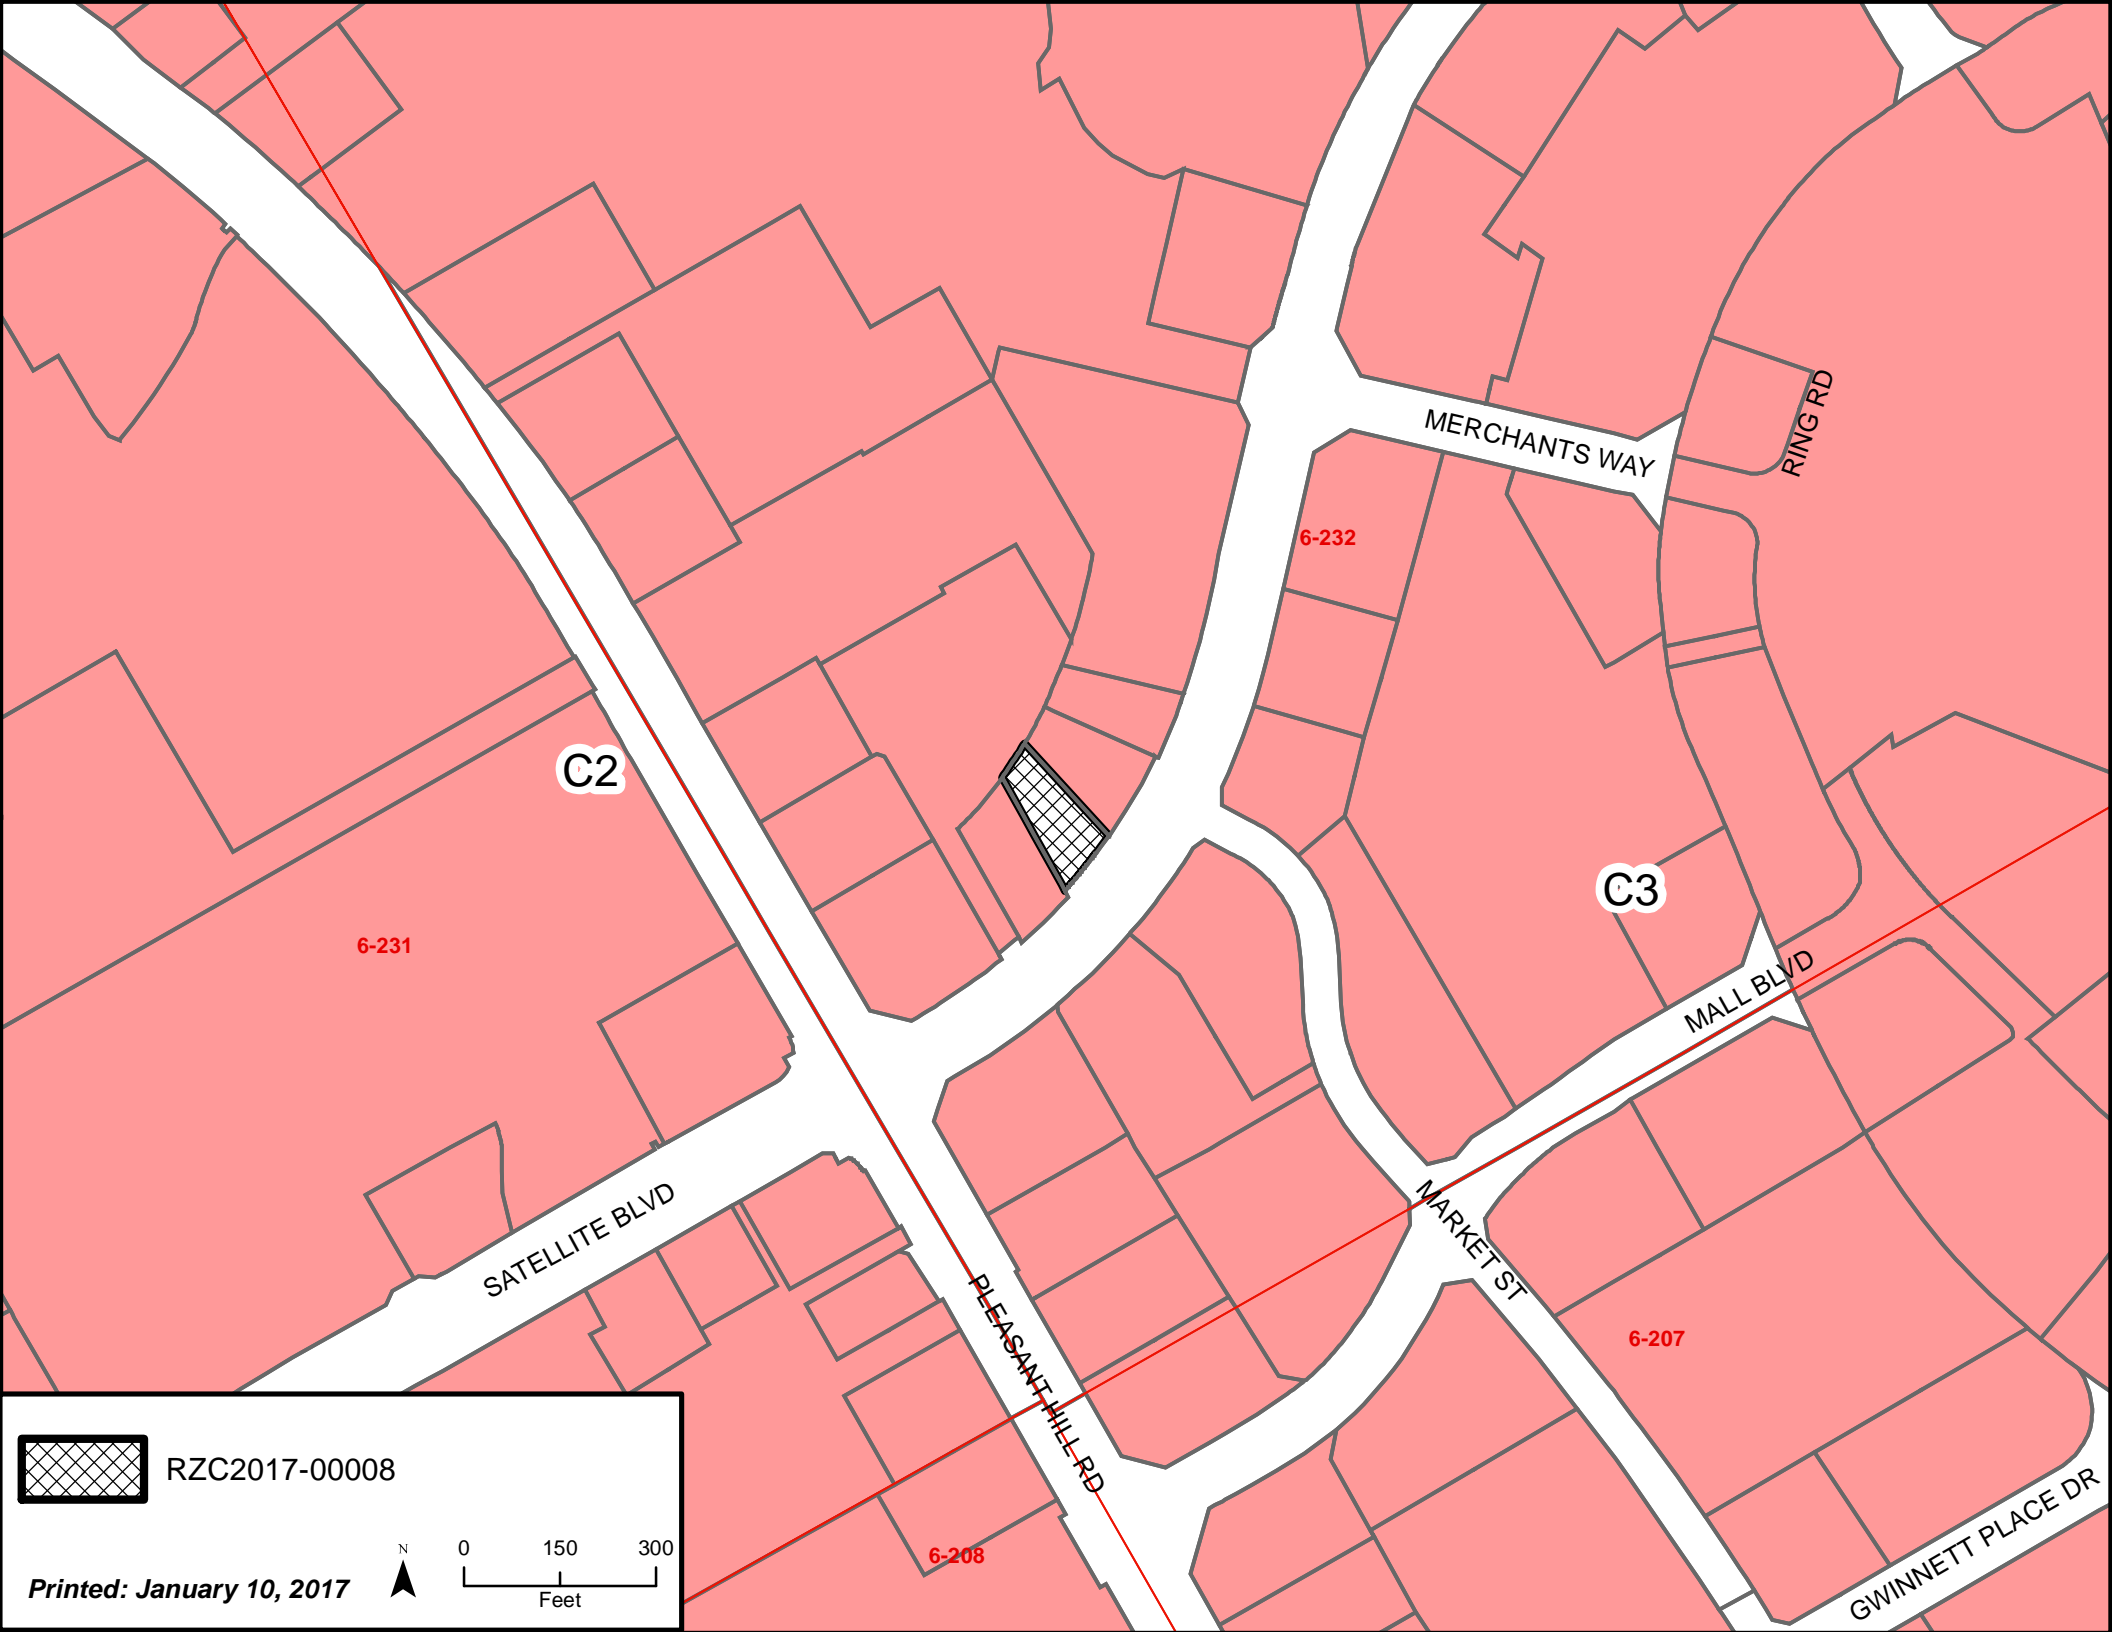 MERCHANTS WAY
RING RD
6-232
C2
C3
6-231
MALL BLVD
SATELLITE BLVD
MARKET ST
PLEASANT HILL RD
6-207
6-208
GWINNETT PLACE DR
RZC2017-00008
N
0 150 300
Feet
Printed: January 10, 2017